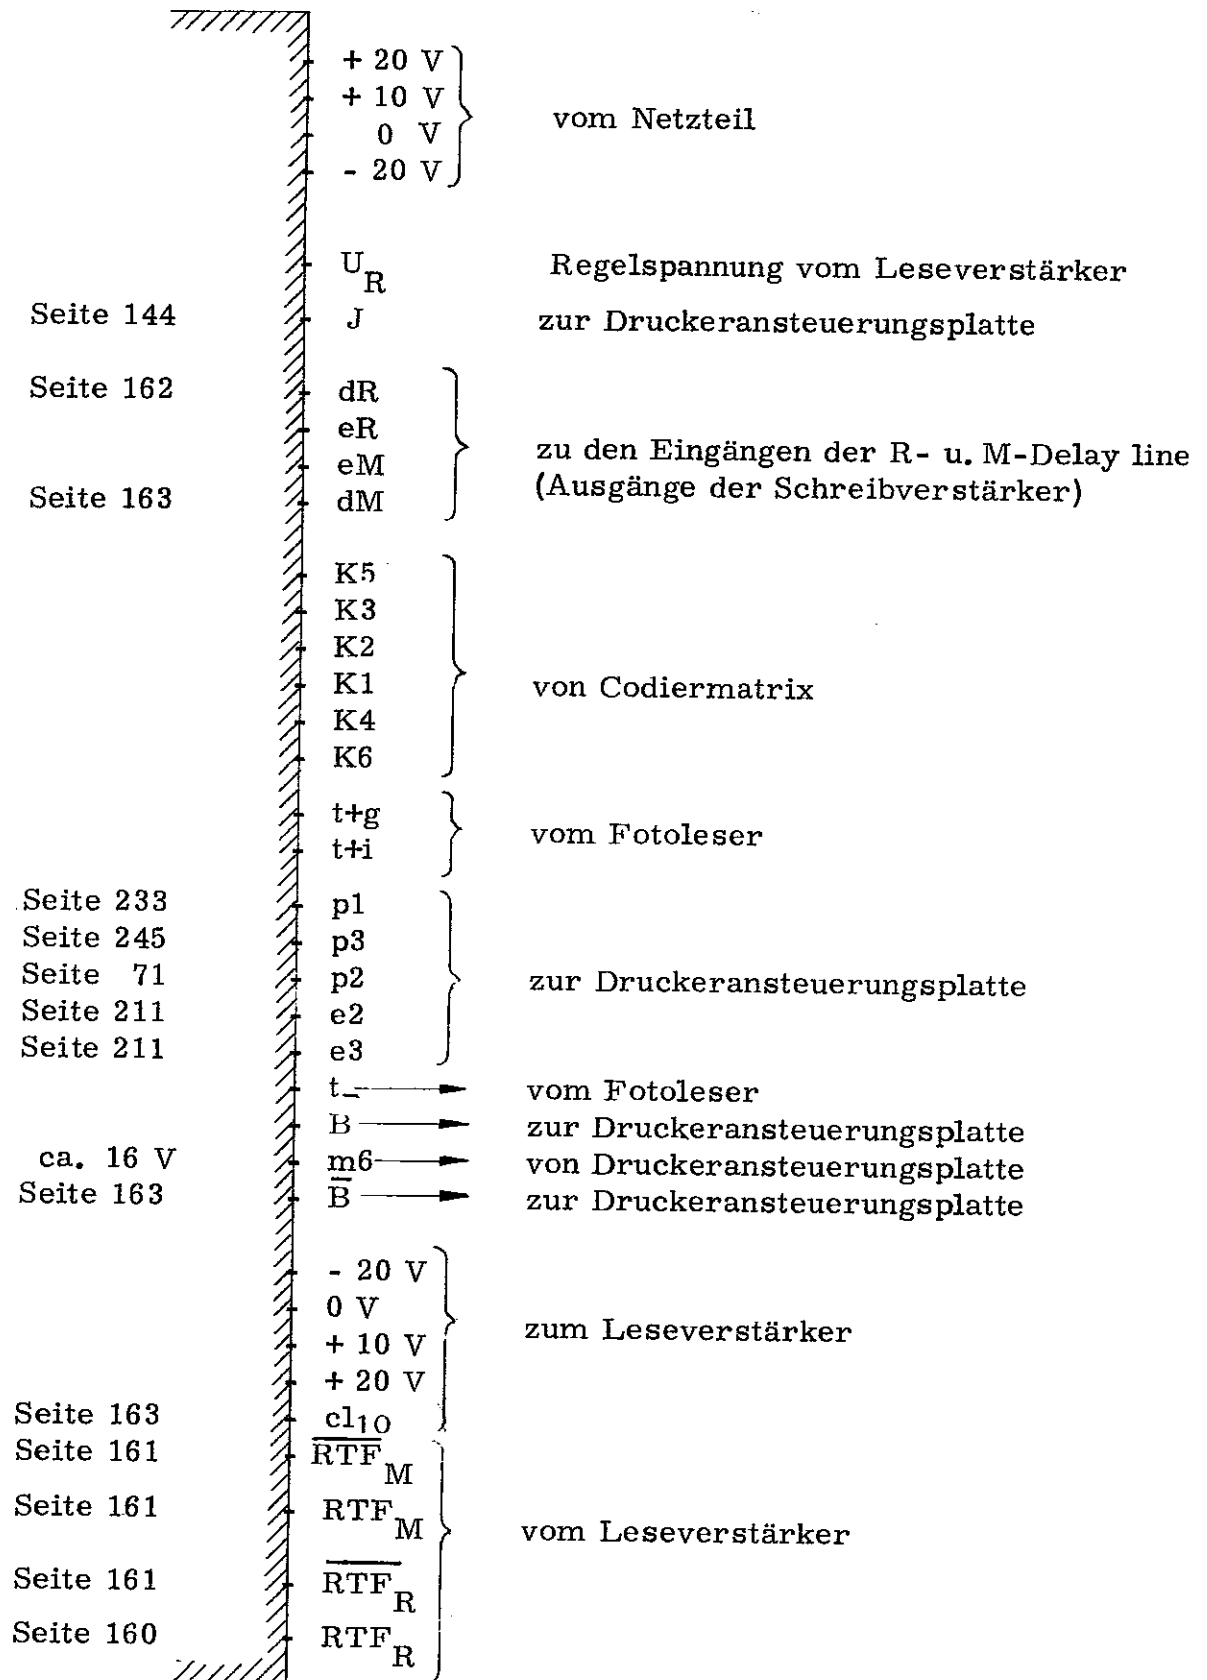 + 20 V
+ 10 V
vom Netzteil
0 V
- 20 V
U_R Regelspannung vom Leseverstärker
Seite 144 J zur Druckeransteuerungsplatte
Seite 162 dR
eR
zu den Eingängen der R- u. M-Delay line
eM
(Ausgänge der Schreibverstärker)
Seite 163 dM
K5
K3
K2
K1 von Codiermatrix
K4
K6
t+g
vom Fotoleser
t+i
Seite 233 p1
Seite 245 p3
Seite 71 p2 zur Druckeransteuerungsplatte
Seite 211 e2
Seite 211 e3
t- vom Fotoleser
B zur Druckeransteuerungsplatte
ca. 16 V m6 von Druckeransteuerungsplatte
Seite 163 B̅ zur Druckeransteuerungsplatte
- 20 V
0 V
zum Leseverstärker
+ 10 V
+ 20 V
Seite 163 cl10
Seite 161 R̅T̅F̅_M
Seite 161 RTF_M
vom Leseverstärker
Seite 161 R̅T̅F̅_R
Seite 160 RTF_R